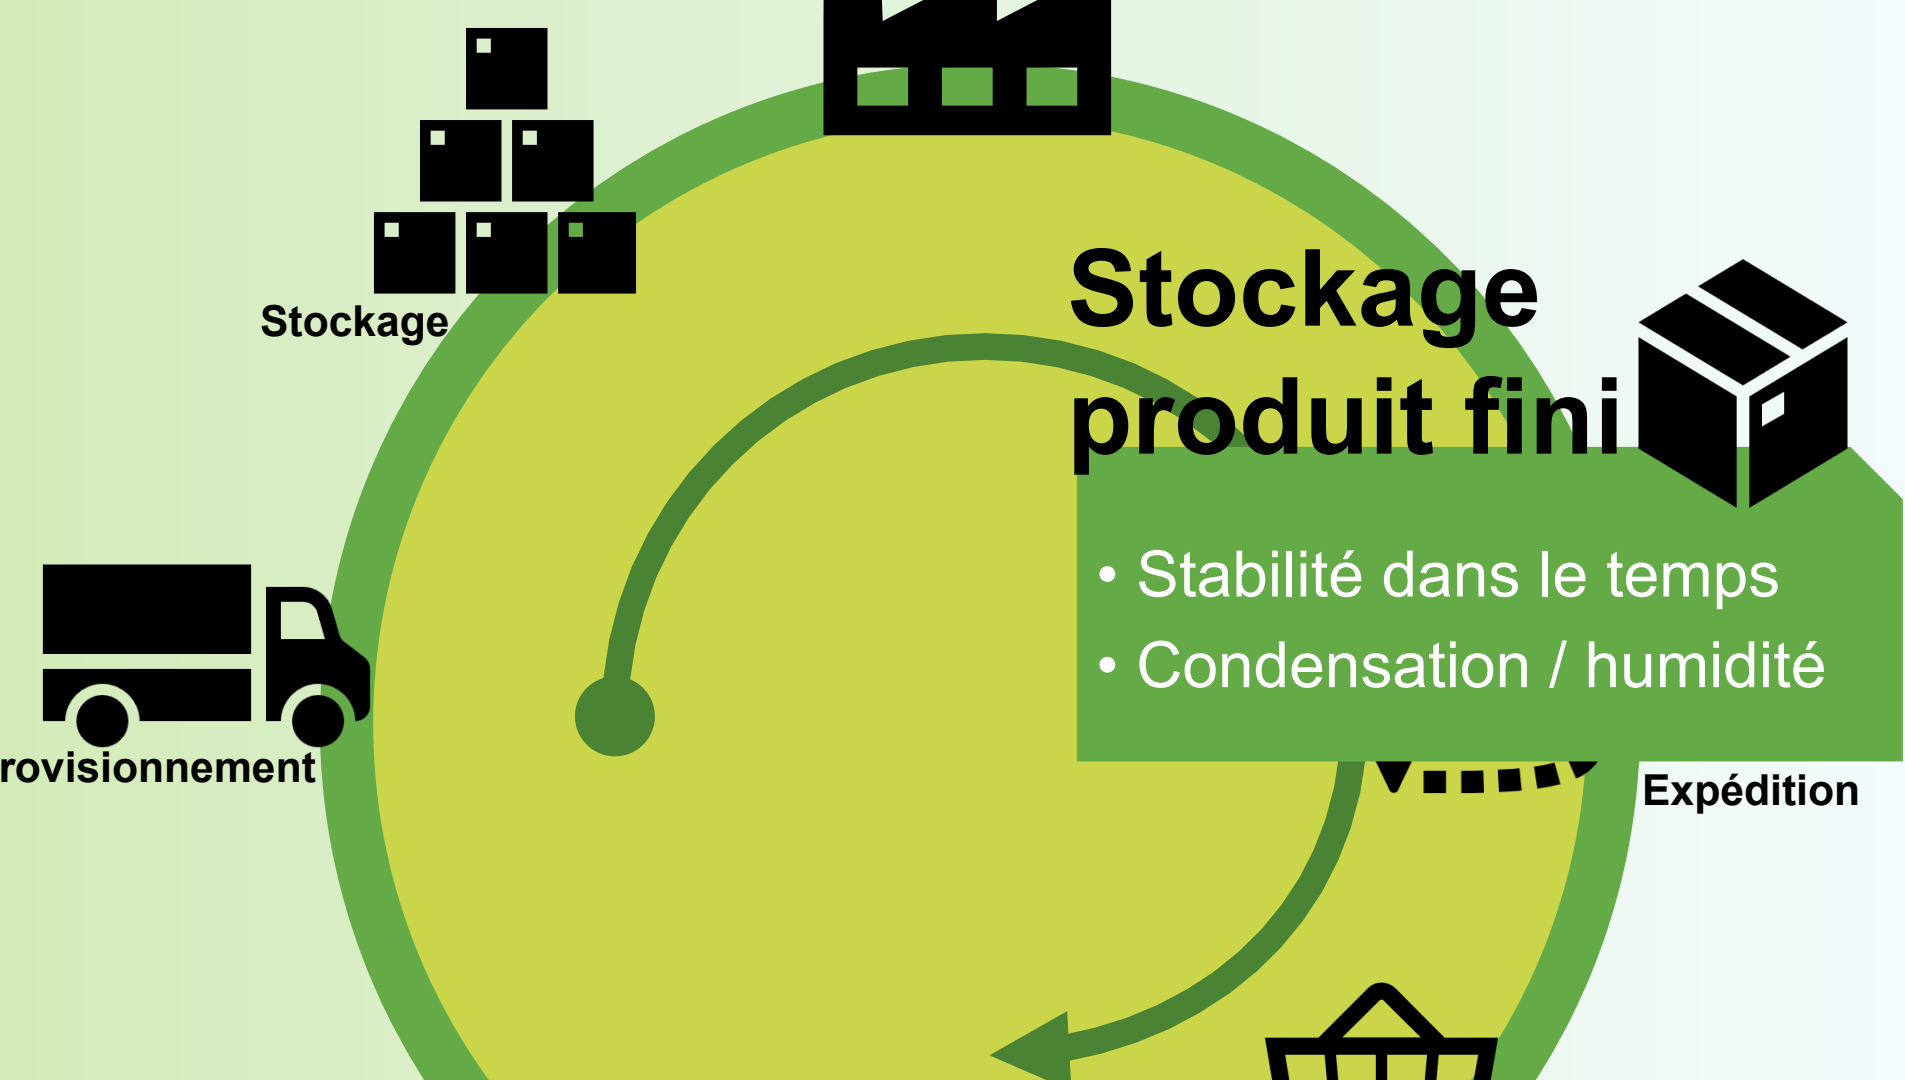 Stockage
Stockage
produit fini
• Stabilité dans le temps
• Condensation / humidité
rovisionnement
Expédition